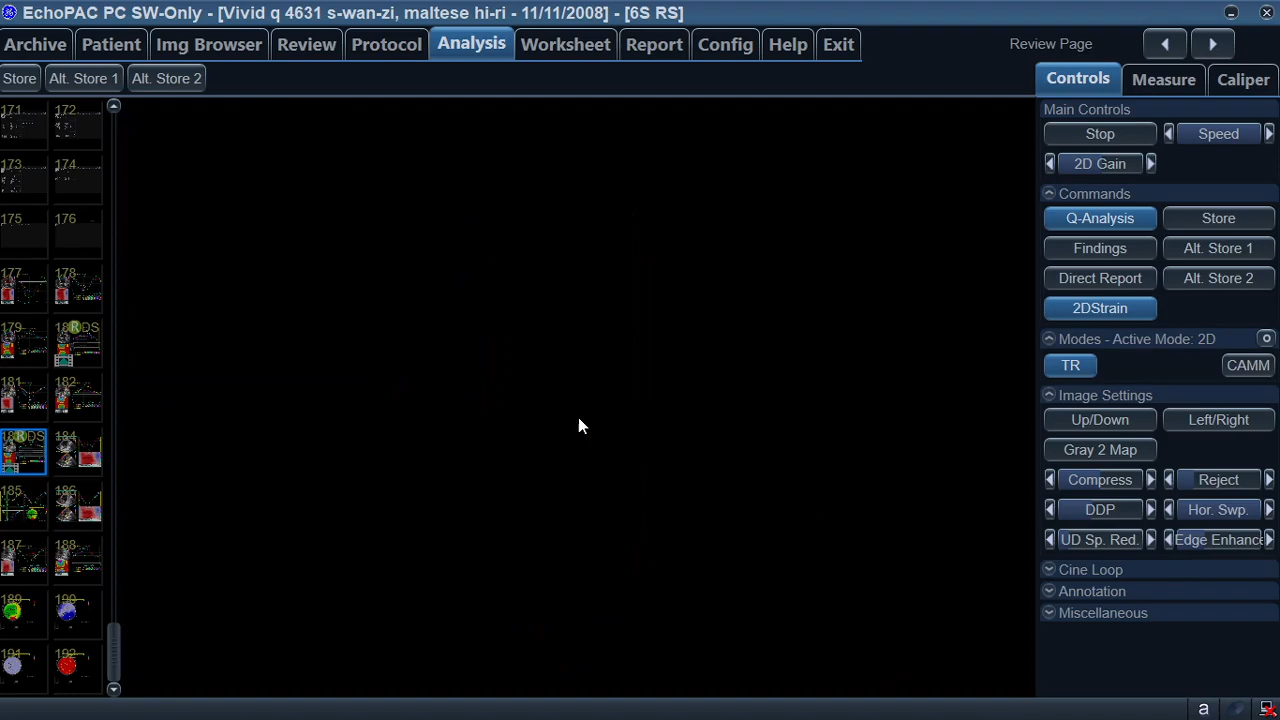 EchoPAC PC SW-Only - [Vivid q 4631 s-wan-zi, maltese hi-ri - 11/11/2008] - [6S RS]
Archive Patient Img Browser Review Protocol Analysis Worksheet Report Config Help Exit Review Page
Store Alt. Store 1 Alt. Store 2 Controls Measure Caliper
Main Controls
Stop Speed
2D Gain
Commands
Q-Analysis Store
Findings Alt. Store 1
Direct Report Alt. Store 2
2DStrain
Modes - Active Mode: 2D
TR CAMM
Image Settings
Up/Down Left/Right
Gray 2 Map
Compress Reject
DDP Hor. Swp.
UD Sp. Red. Edge Enhanc
Cine Loop
Annotation
Miscellaneous
171 172
173 174
175 176
177 178
179
181 182
184
185 186
187 188
189 190
191 192
a